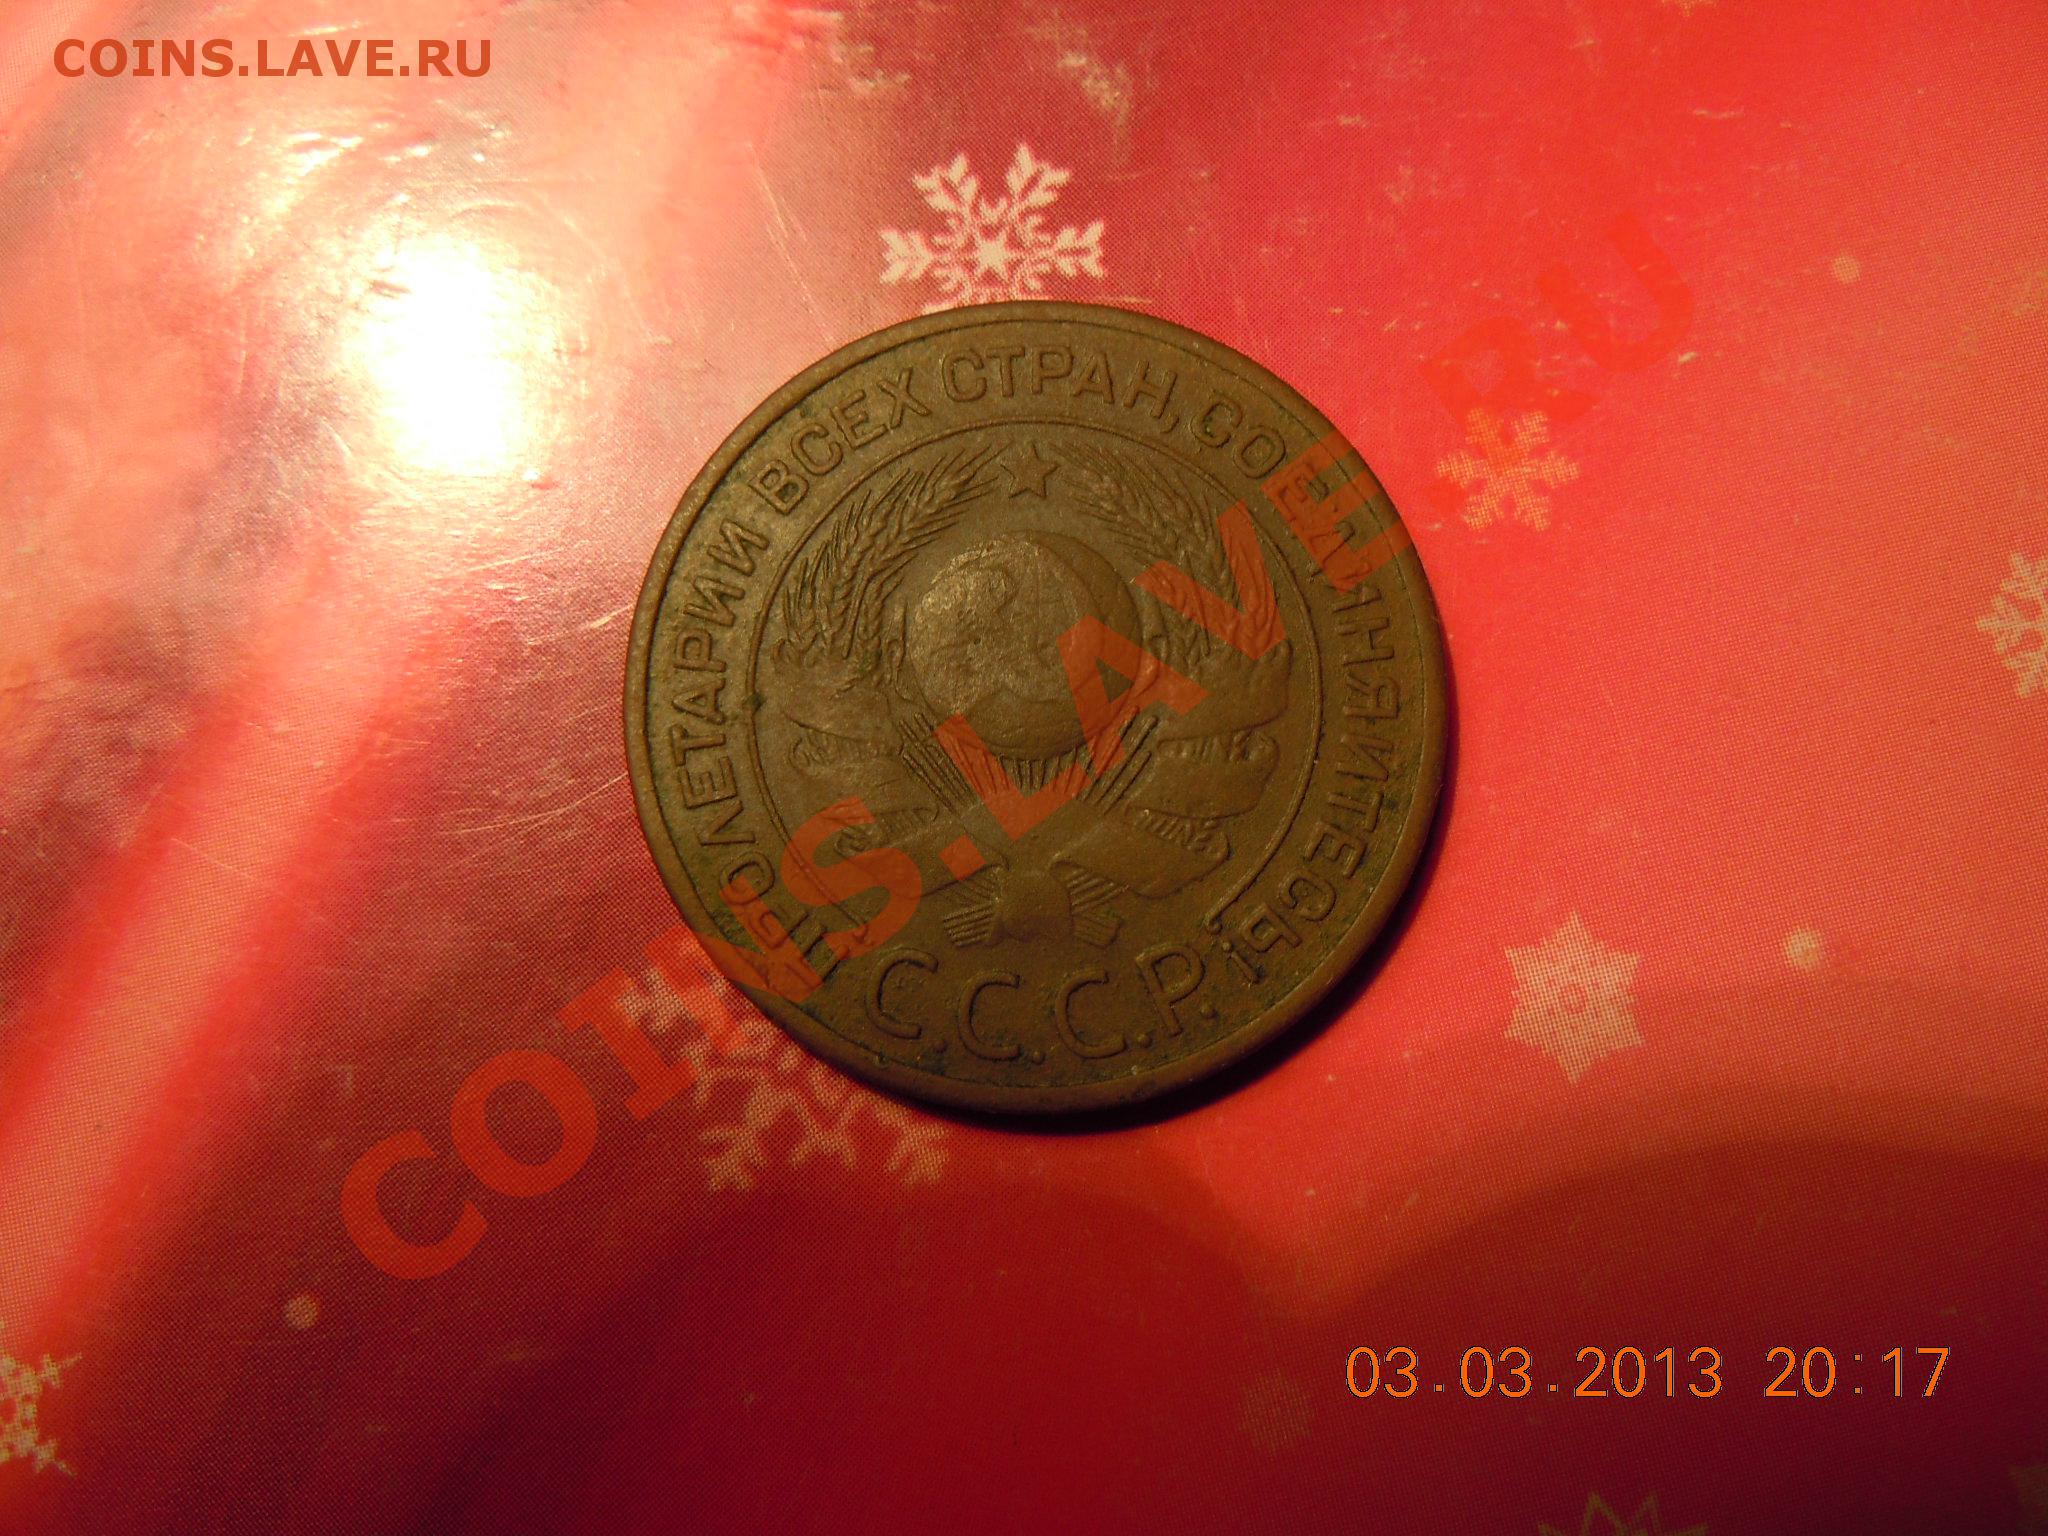 COINS.LAVE.RU
ПРОЛЕТАРИИ ВСЕХ СТРАН, СОЕДИНЯЙТЕСЬ!
С.С.С.Р.
COINS.LAVE.RU
03.03.2013 20:17